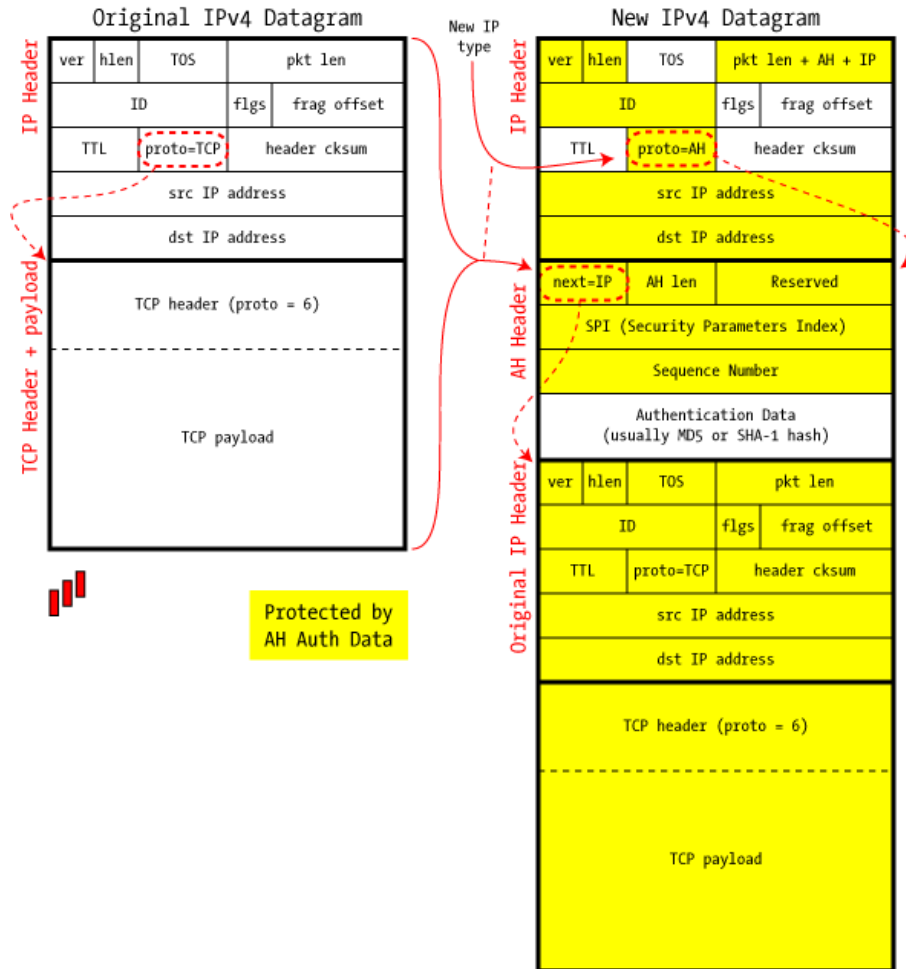 Original IPv4 Datagram
IP Header
ver hlen TOS pkt len
ID flgs frag offset
TTL proto=TCP header cksum
src IP address
dst IP address
TCP Header + payload
TCP header (proto = 6)
TCP payload
Protected by
AH Auth Data
New IP
type
New IPv4 Datagram
IP Header
ver hlen TOS pkt len + AH + IP
ID flgs frag offset
TTL proto=AH header cksum
src IP address
dst IP address
AH Header
next=IP AH len Reserved
SPI (Security Parameters Index)
Sequence Number
Authentication Data
(usually MD5 or SHA-1 hash)
Original IP Header
ver hlen TOS pkt len
ID flgs frag offset
TTL proto=TCP header cksum
src IP address
dst IP address
TCP header (proto = 6)
TCP payload